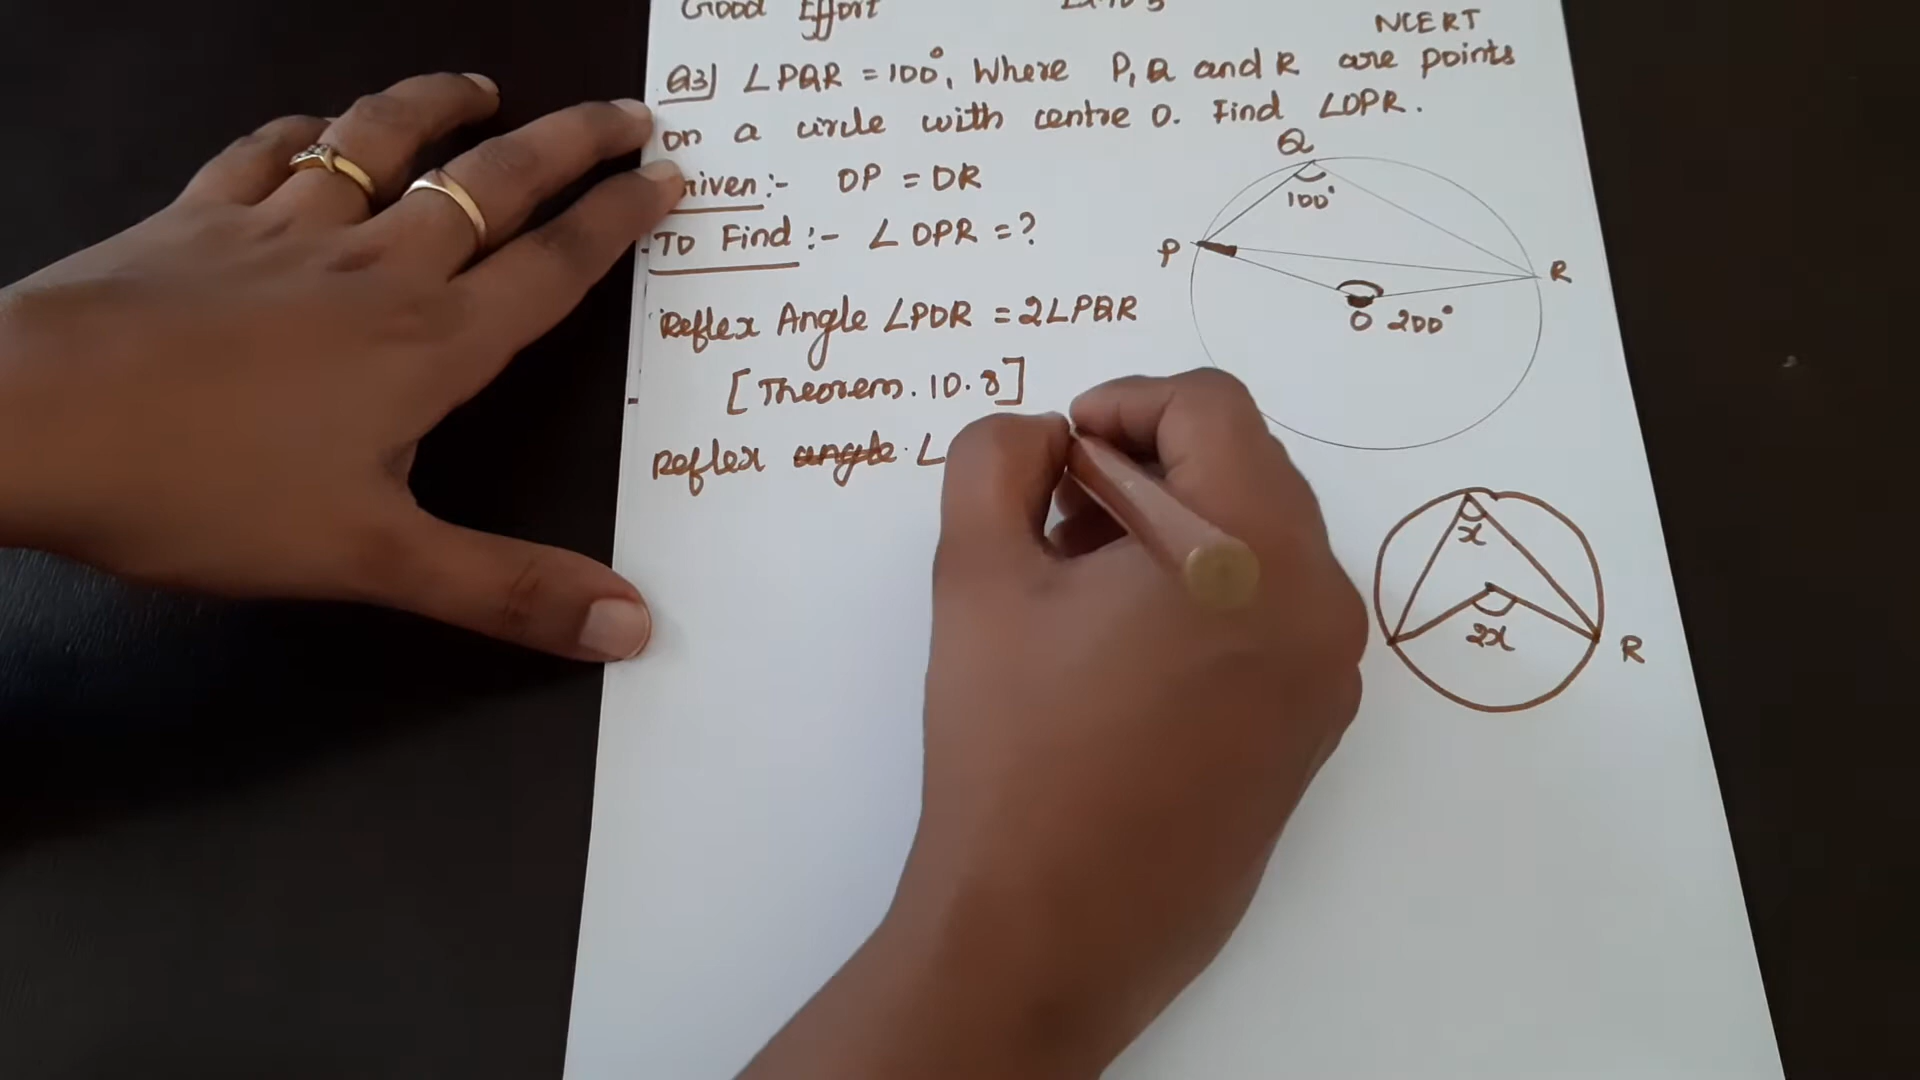 Good Effort
NCERT
Q3) ∠PQR = 100°, Where P, Q and R are points
on a circle with centre O. Find ∠OPR.
Given :- OP = OR
To Find :- ∠OPR = ?
Reflex Angle ∠POR = 2∠PQR
[Theorem. 10.8]
Reflex angle ∠
Q
100°
P
R
O 200°
x
2x
R